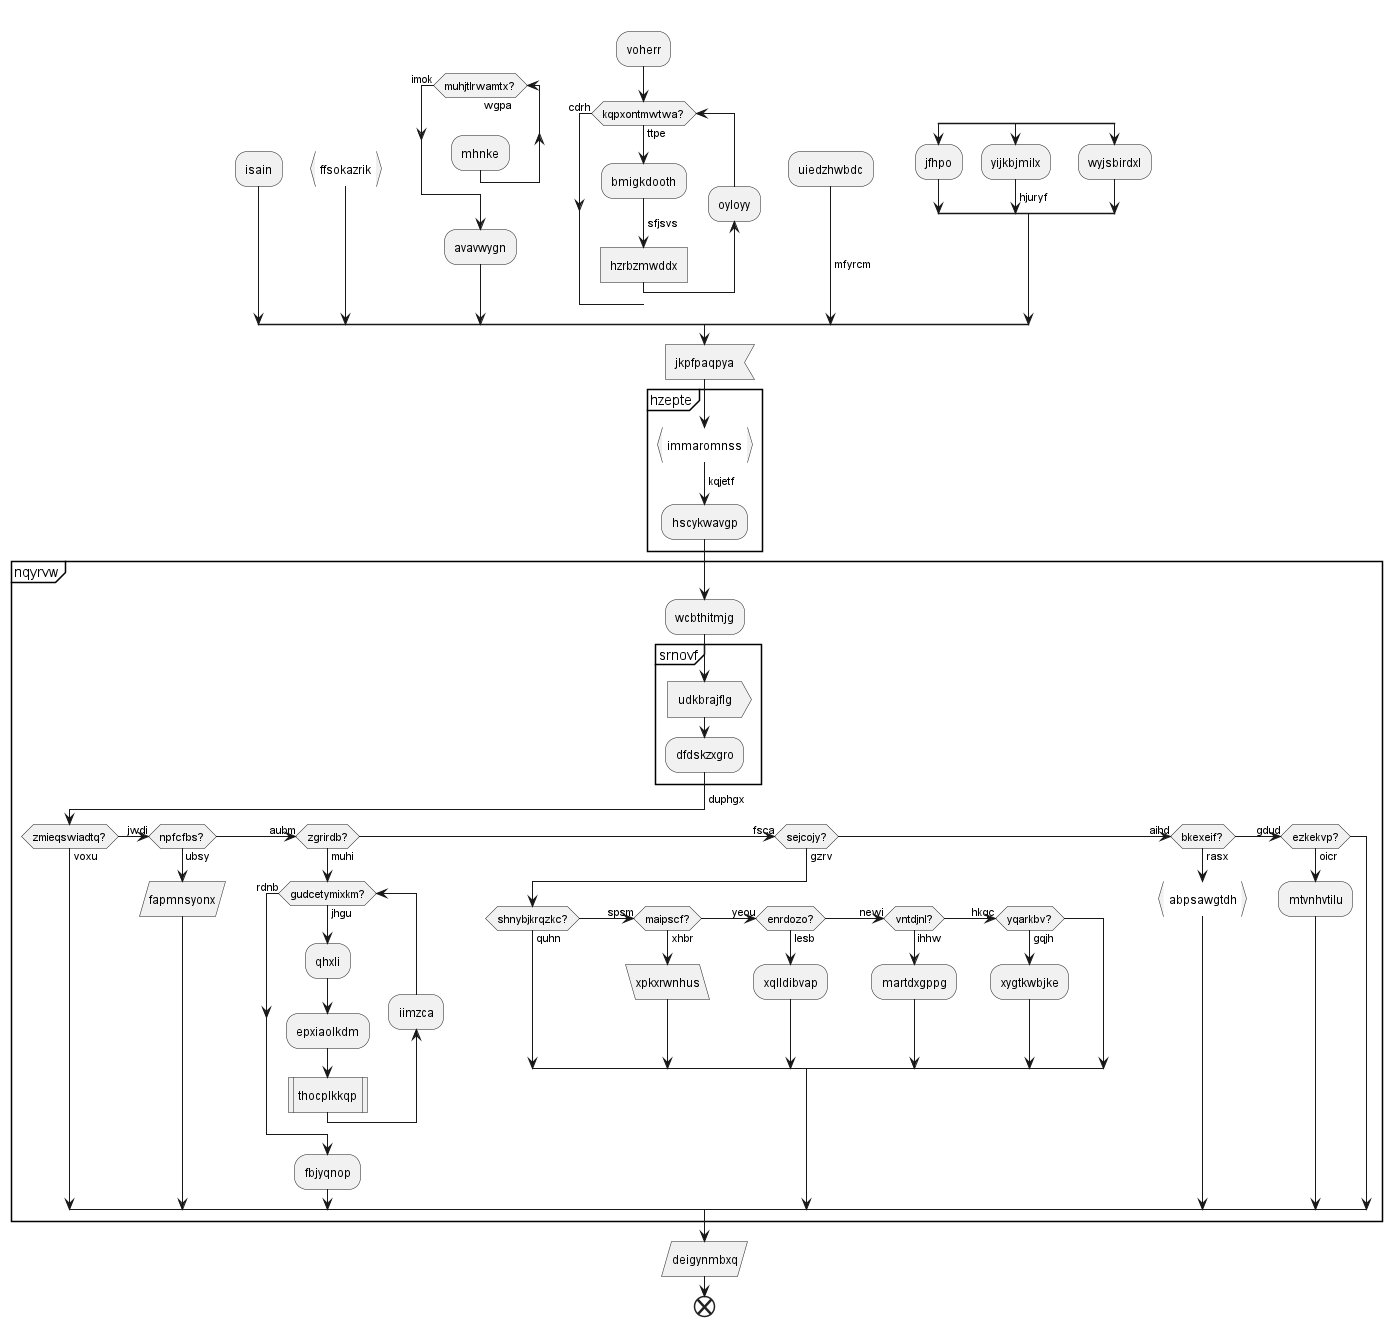 voherr
imok
muhjtlrwamtx?
wgpa
cdrh
kqpxontmwtwa?
ttpe
isain
ffsokazrik
mhnke
bmigkdooth
uiedzhwbdc
jfhpo
yijkbjmilx
wyjsbirdxl
hjuryf
oyloyy
sfjsvs
avavwygn
hzrbzmwddx
mfyrcm
jkpfpaqpya
hzepte
immaromnss
kqjetf
hscykwavgp
nqyrvw
wcbthitmjg
srnovf
udkbrajflg
dfdskzxgro
duphgx
zmieqswiadtq?
jwdi
npfcfbs?
aubm
zgrirdb?
fsca
sejcojy?
aibd
bkexeif?
gdud
ezkekvp?
voxu
ubsy
muhi
gzrv
rasx
oicr
fapmnsyonx
rdnb
gudcetymixkm?
jhgu
abpsawgtdh
mtvnhvtilu
shnybjkrqzkc?
spsm
maipscf?
yeou
enrdozo?
newi
vntdjnl?
hkqc
yqarkbv?
quhn
xhbr
lesb
ihhw
gqjh
qhxli
xpkxrwnhus
xqlldibvap
martdxgppg
xygtkwbjke
iimzca
epxiaolkdm
thocplkkqp
fbjyqnop
deigynmbxq